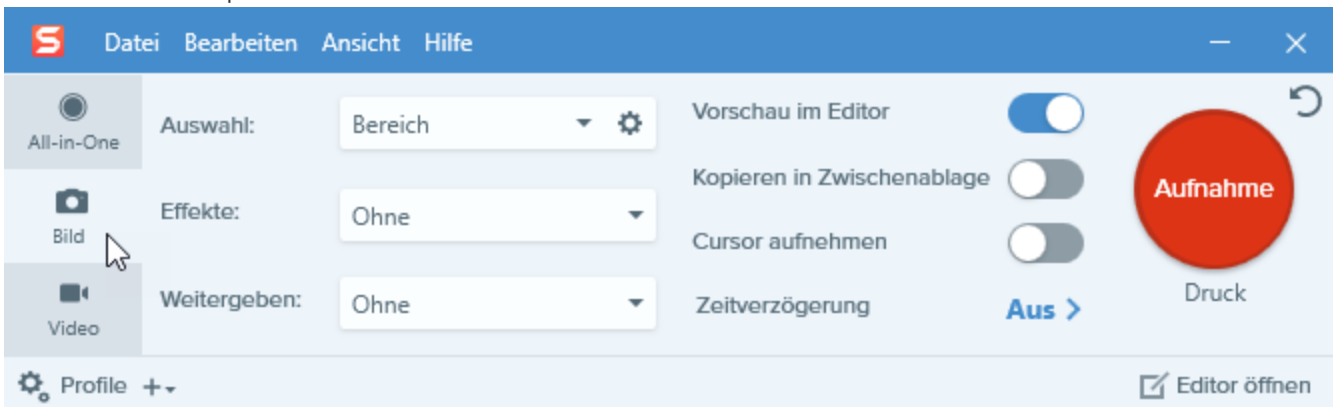 Datei Bearbeiten Ansicht Hilfe
All-in-One
Bild
Video
Auswahl: Bereich
Effekte: Ohne
Weitergeben: Ohne
Vorschau im Editor
Kopieren in Zwischenablage
Cursor aufnehmen
Zeitverzögerung Aus >
Aufnahme
Druck
Profile
Editor öffnen